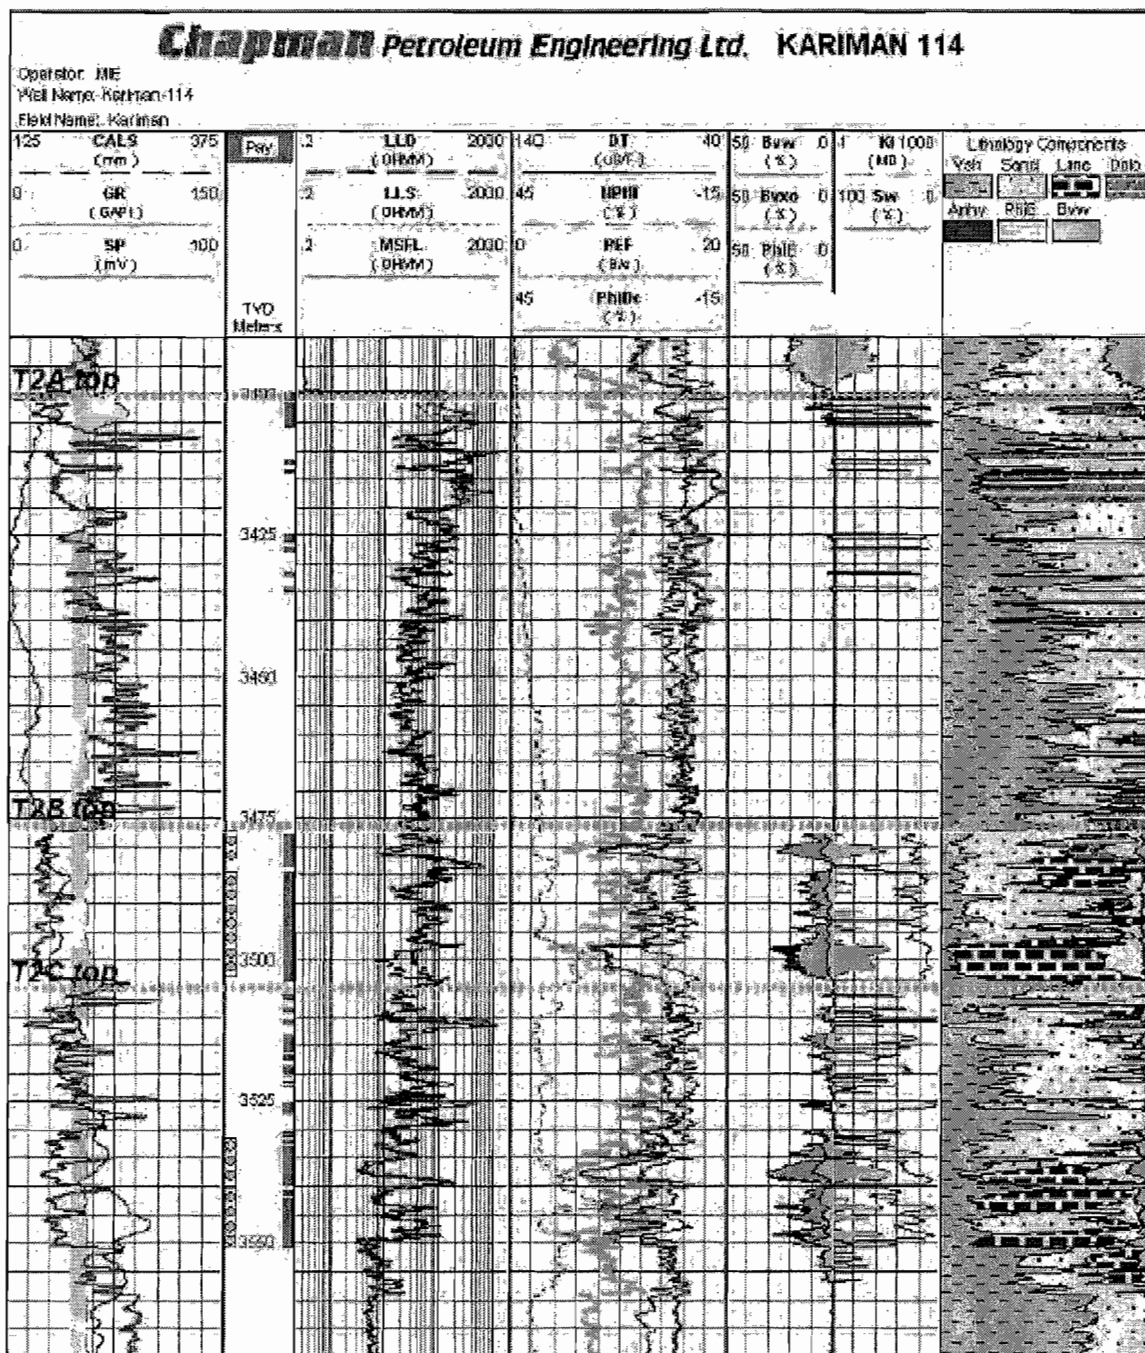 Chapman Petroleum Engineering Ltd. KARIMAN 114
Operator: MIE
Well Name: Kariman-114
Field Name: Kariman
125 CALS 375
(mm)
0 GR 150
(GAPI)
0 SP 100
(mV)
Pay
TVD
Meters
.2 LLD 2000
(OHMM)
.2 LLS 2000
(OHMM)
.2 MSFL 2000
(OHMM)
140 DT 40
(US/F)
45 NPHI -15
(%)
0 PEF 20
(B/e)
45 PhiDc -15
(%)
50 Bvw 0
(%)
50 Bvxo 0
(%)
50 PhiE 0
(%)
.1 KI 1000
(MD)
100 Sw 0
(%)
Lithology Components
Vsh Sand Lime Dolo
Anhy PhiE Bvw
T2A top
3400
3425
3450
T2B top
3475
T2C top
3500
3525
3550